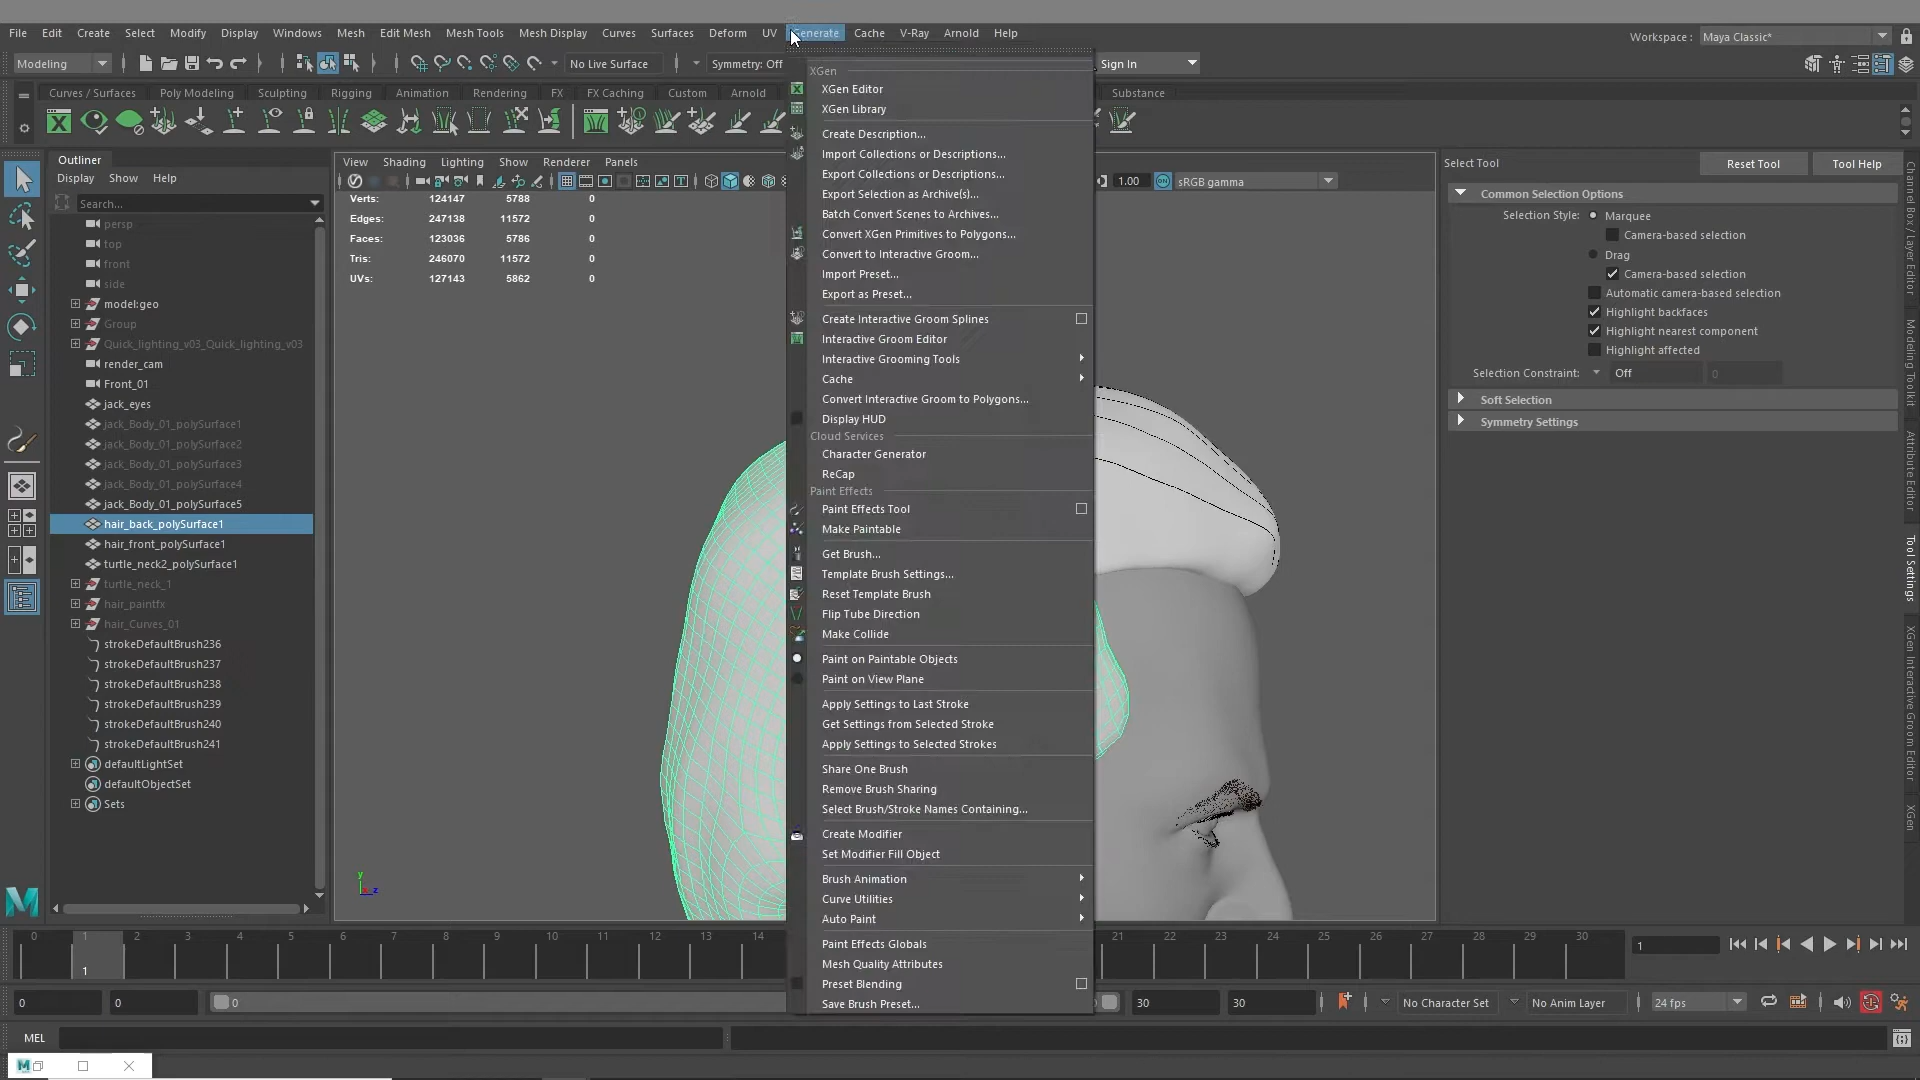 File Edit Create Select Modify Display Windows Mesh Edit Mesh Mesh Tools Mesh Display Curves Surfaces Deform UV Generate Cache V-Ray Arnold Help
Workspace : Maya Classic*
Modeling No Live Surface Symmetry: Off Sign In
Curves / Surfaces Poly Modeling Sculpting Rigging Animation Rendering FX FX Caching Custom Arnold Substance
Outliner
Display Show Help
Search...
persp
top
front
side
model:geo
Group
Quick_lighting_v03_Quick_lighting_v03
render_cam
Front_01
jack_eyes
jack_Body_01_polySurface1
jack_Body_01_polySurface2
jack_Body_01_polySurface3
jack_Body_01_polySurface4
jack_Body_01_polySurface5
hair_back_polySurface1
hair_front_polySurface1
turtle_neck2_polySurface1
turtle_neck_1
hair_paintfx
hair_Curves_01
strokeDefaultBrush236
strokeDefaultBrush237
strokeDefaultBrush238
strokeDefaultBrush239
strokeDefaultBrush240
strokeDefaultBrush241
defaultLightSet
defaultObjectSet
Sets
View Shading Lighting Show Renderer Panels
1.00 sRGB gamma
Verts: 124147 5788 0
Edges: 247138 11572 0
Faces: 123036 5786 0
Tris: 246070 11572 0
UVs: 127143 5862 0
y
z
XGen
XGen Editor
XGen Library
Create Description...
Import Collections or Descriptions...
Export Collections or Descriptions...
Export Selection as Archive(s)...
Batch Convert Scenes to Archives...
Convert XGen Primitives to Polygons...
Convert to Interactive Groom...
Import Preset...
Export as Preset...
Create Interactive Groom Splines
Interactive Groom Editor
Interactive Grooming Tools
Cache
Convert Interactive Groom to Polygons...
Display HUD
Cloud Services
Character Generator
ReCap
Paint Effects
Paint Effects Tool
Make Paintable
Get Brush...
Template Brush Settings...
Reset Template Brush
Flip Tube Direction
Make Collide
Paint on Paintable Objects
Paint on View Plane
Apply Settings to Last Stroke
Get Settings from Selected Stroke
Apply Settings to Selected Strokes
Share One Brush
Remove Brush Sharing
Select Brush/Stroke Names Containing...
Create Modifier
Set Modifier Fill Object
Brush Animation
Curve Utilities
Auto Paint
Paint Effects Globals
Mesh Quality Attributes
Preset Blending
Save Brush Preset...
Select Tool Reset Tool Tool Help
Common Selection Options
Selection Style: Marquee
Camera-based selection
Drag
Camera-based selection
Automatic camera-based selection
Highlight backfaces
Highlight nearest component
Highlight affected
Selection Constraint: Off 0
Soft Selection
Symmetry Settings
Channel Box / Layer Editor
Modeling Toolkit
Attribute Editor
Tool Settings
XGen Interactive Groom Editor
XGen
0 1 2 3 4 5 6 7 8 9 10 11 12 13 14 21 22 23 24 25 26 27 28 29 30
1
1
0 0 0 30 30 No Character Set No Anim Layer 24 fps
MEL